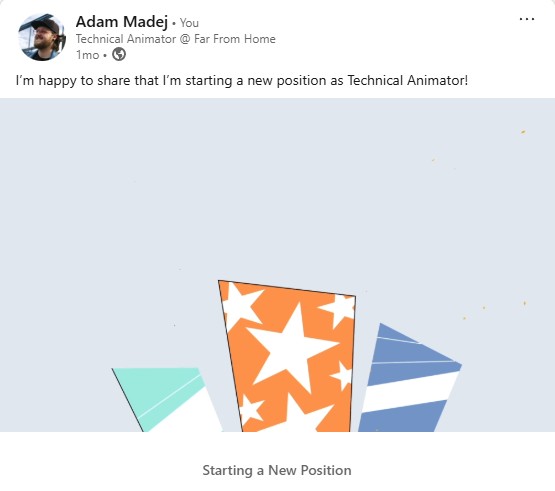 Adam Madej • You
Technical Animator @ Far From Home
1mo •
I'm happy to share that I'm starting a new position as Technical Animator!
Starting a New Position